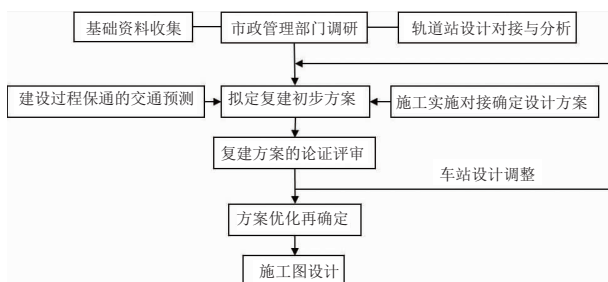 基础资料收集
市政管理部门调研
轨道站设计对接与分析
建设过程保通的交通预测
拟定复建初步方案
施工实施对接确定设计方案
复建方案的论证评审
车站设计调整
方案优化再确定
施工图设计